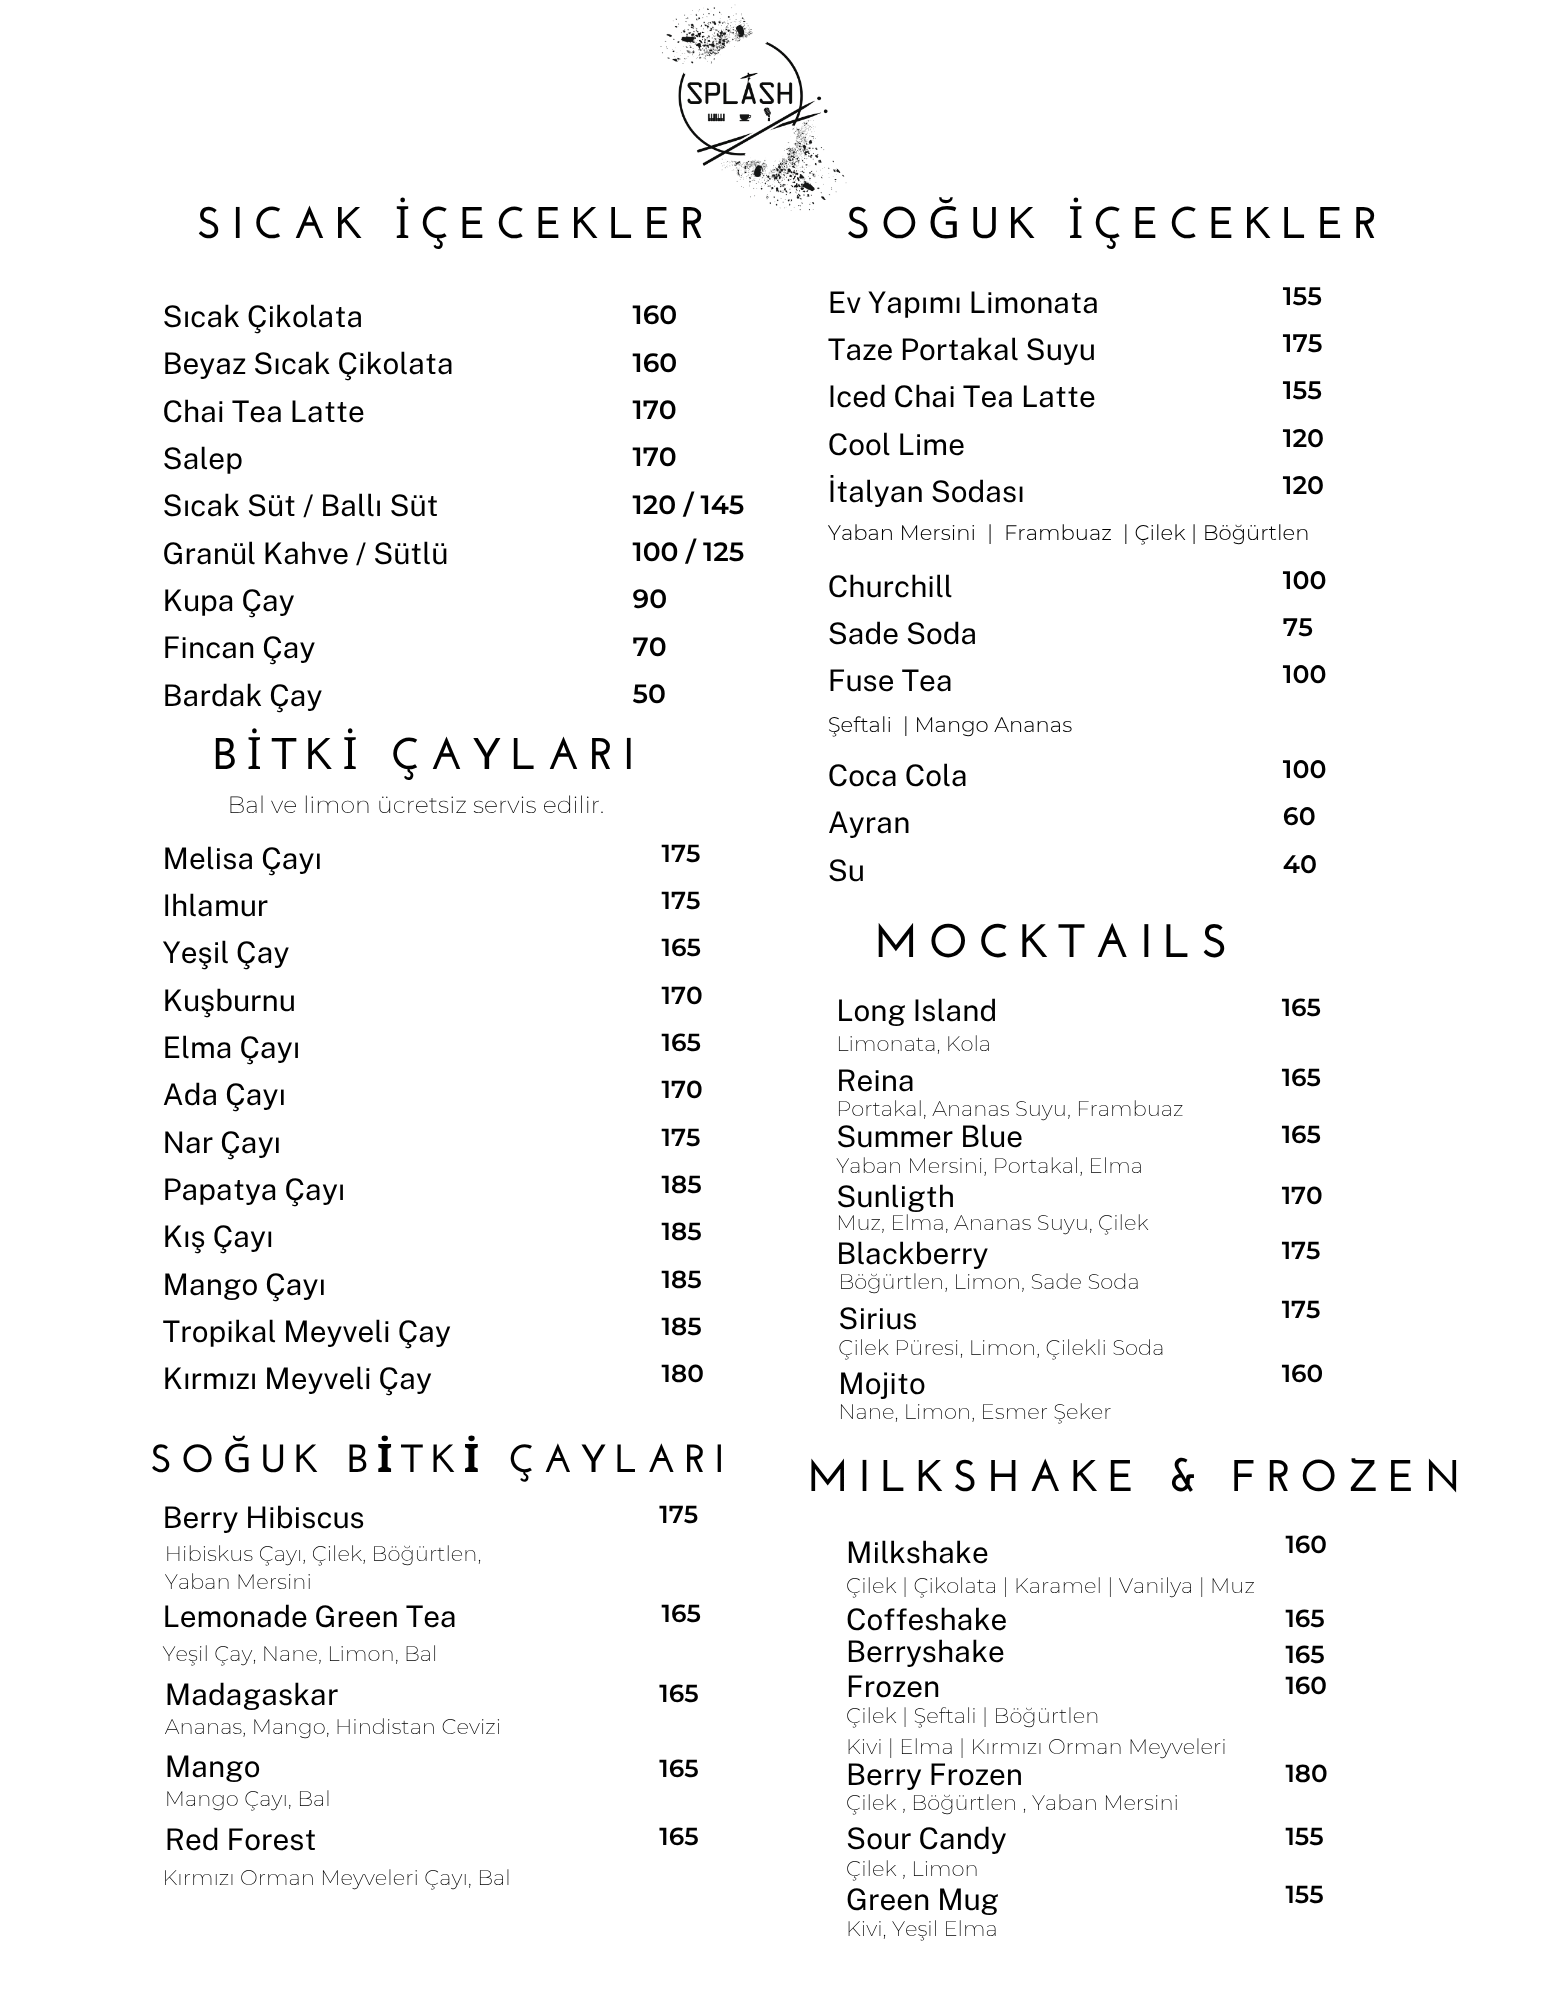 SPLASH
SICAK İÇECEKLER
Sıcak Çikolata 160
Beyaz Sıcak Çikolata 160
Chai Tea Latte 170
Salep 170
Sıcak Süt / Ballı Süt 120 / 145
Granül Kahve / Sütlü 100 / 125
Kupa Çay 90
Fincan Çay 70
Bardak Çay 50
BİTKİ ÇAYLARI
Bal ve limon ücretsiz servis edilir.
Melisa Çayı 175
Ihlamur 175
Yeşil Çay 165
Kuşburnu 170
Elma Çayı 165
Ada Çayı 170
Nar Çayı 175
Papatya Çayı 185
Kış Çayı 185
Mango Çayı 185
Tropikal Meyveli Çay 185
Kırmızı Meyveli Çay 180
SOĞUK BİTKİ ÇAYLARI
Berry Hibiscus 175
Hibiskus Çayı, Çilek, Böğürtlen,
Yaban Mersini
Lemonade Green Tea 165
Yeşil Çay, Nane, Limon, Bal
Madagaskar 165
Ananas, Mango, Hindistan Cevizi
Mango 165
Mango Çayı, Bal
Red Forest 165
Kırmızı Orman Meyveleri Çayı, Bal
SOĞUK İÇECEKLER
Ev Yapımı Limonata 155
Taze Portakal Suyu 175
Iced Chai Tea Latte 155
Cool Lime 120
İtalyan Sodası 120
Yaban Mersini | Frambuaz | Çilek | Böğürtlen
Churchill 100
Sade Soda 75
Fuse Tea 100
Şeftali | Mango Ananas
Coca Cola 100
Ayran 60
Su 40
MOCKTAILS
Long Island 165
Limonata, Kola
Reina 165
Portakal, Ananas Suyu, Frambuaz
Summer Blue 165
Yaban Mersini, Portakal, Elma
Sunligth 170
Muz, Elma, Ananas Suyu, Çilek
Blackberry 175
Böğürtlen, Limon, Sade Soda
Sirius 175
Çilek Püresi, Limon, Çilekli Soda
Mojito 160
Nane, Limon, Esmer Şeker
MILKSHAKE & FROZEN
Milkshake 160
Çilek | Çikolata | Karamel | Vanilya | Muz
Coffeshake 165
Berryshake 165
Frozen 160
Çilek | Şeftali | Böğürtlen
Kivi | Elma | Kırmızı Orman Meyveleri
Berry Frozen 180
Çilek , Böğürtlen , Yaban Mersini
Sour Candy 155
Çilek , Limon
Green Mug 155
Kivi, Yeşil Elma